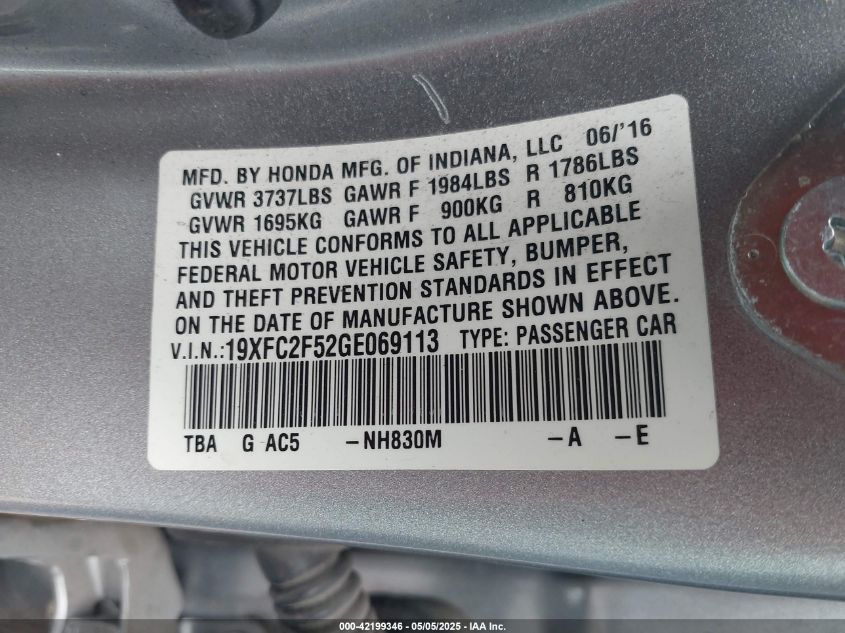 MFD. BY HONDA MFG. OF INDIANA, LLC 06/'16
GVWR 3737LBS GAWR F 1984LBS R 1786LBS
GVWR 1695KG GAWR F 900KG R 810KG
THIS VEHICLE CONFORMS TO ALL APPLICABLE
FEDERAL MOTOR VEHICLE SAFETY, BUMPER,
AND THEFT PREVENTION STANDARDS IN EFFECT
ON THE DATE OF MANUFACTURE SHOWN ABOVE.
V.I.N.:19XFC2F52GE069113 TYPE: PASSENGER CAR
TBA G AC5 –NH830M –A –E
000-42199346 - 05/05/2025 - IAA Inc.